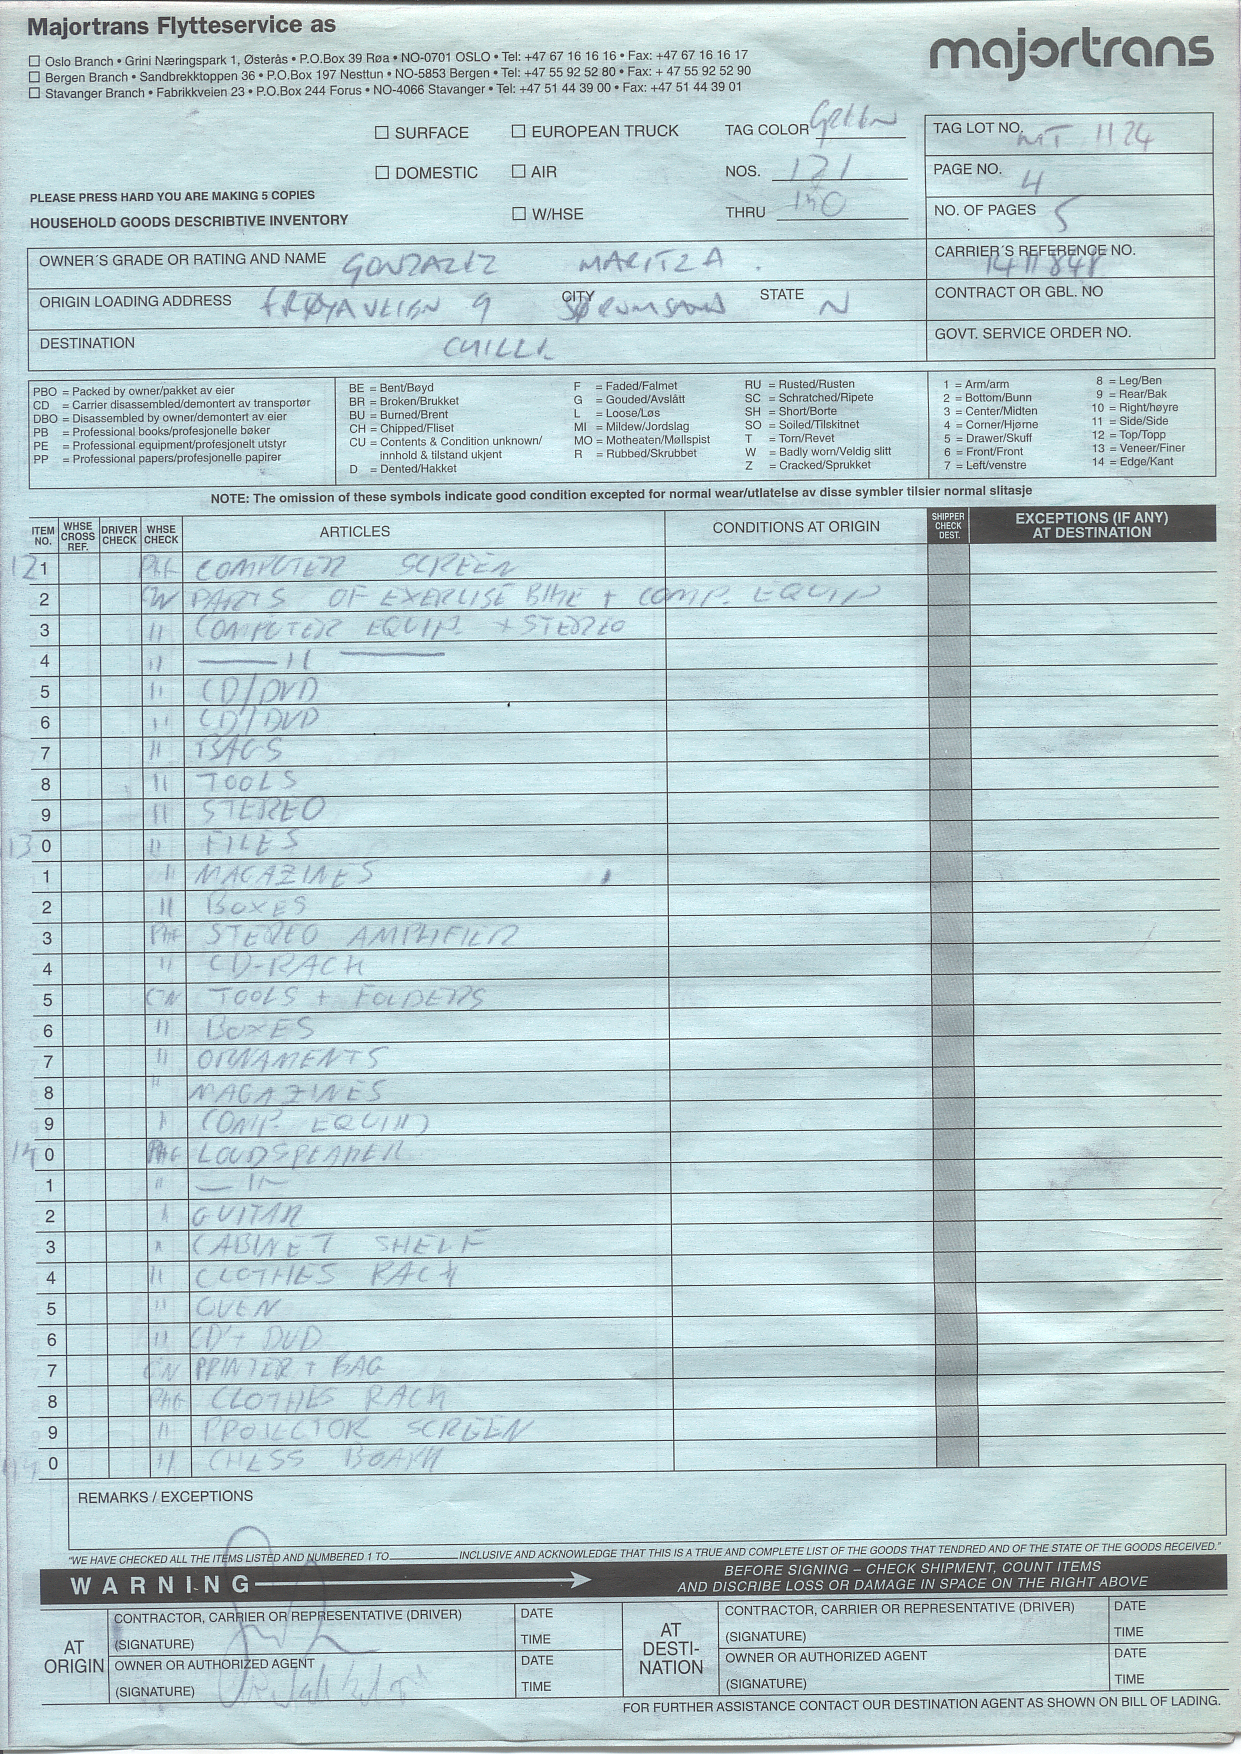 Majortrans Flytteservice as
majortrans
☐ Oslo Branch • Grini Næringspark 1, Østerås • P.O.Box 39 Røa • NO-0701 OSLO • Tel: +47 67 16 16 16 • Fax: +47 67 16 16 17
☐ Bergen Branch • Sandbrekktoppen 36 • P.O.Box 197 Nesttun • NO-5853 Bergen • Tel: +47 55 92 52 80 • Fax: + 47 55 92 52 90
☐ Stavanger Branch • Fabrikkveien 23 • P.O.Box 244 Forus • NO-4066 Stavanger • Tel: +47 51 44 39 00 • Fax: +47 51 44 39 01
☐ SURFACE ☐ EUROPEAN TRUCK TAG COLOR GREEN TAG LOT NO. MT 1124
☐ DOMESTIC ☐ AIR NOS. 121 PAGE NO. 4
PLEASE PRESS HARD YOU ARE MAKING 5 COPIES
☐ W/HSE THRU 150 NO. OF PAGES 5
HOUSEHOLD GOODS DESCRIBTIVE INVENTORY
OWNER´S GRADE OR RATING AND NAME GONZALEZ MARITZA . CARRIER´S REFERENCE NO. 1411848
ORIGIN LOADING ADDRESS FRØYAVEIEN 9 CITY SØRUMSAND STATE N CONTRACT OR GBL. NO
DESTINATION CHILE GOVT. SERVICE ORDER NO.
PBO = Packed by owner/pakket av eier
CD = Carrier disassembled/demontert av transportør
DBO = Disassembled by owner/demontert av eier
PB = Professional books/profesjonelle bøker
PE = Professional equipment/profesjonelt utstyr
PP = Professional papers/profesjonelle papirer
BE = Bent/Bøyd
BR = Broken/Brukket
BU = Burned/Brent
CH = Chipped/Fliset
CU = Contents & Condition unknown/
innhold & tilstand ukjent
D = Dented/Hakket
F = Faded/Falmet
G = Gouded/Avslått
L = Loose/Løs
MI = Mildew/Jordslag
MO = Motheaten/Møllspist
R = Rubbed/Skrubbet
RU = Rusted/Rusten
SC = Schratched/Ripete
SH = Short/Borte
SO = Soiled/Tilskitnet
T = Torn/Revet
W = Badly worn/Veldig slitt
Z = Cracked/Sprukket
1 = Arm/arm
2 = Bottom/Bunn
3 = Center/Midten
4 = Corner/Hjørne
5 = Drawer/Skuff
6 = Front/Front
7 = Left/venstre
8 = Leg/Ben
9 = Rear/Bak
10 = Right/høyre
11 = Side/Side
12 = Top/Topp
13 = Veneer/Finer
14 = Edge/Kant
NOTE: The omission of these symbols indicate good condition excepted for normal wear/utlatelse av disse symbler tilsier normal slitasje
ITEM NO. WHSE CROSS REF. DRIVER CHECK WHSE CHECK ARTICLES CONDITIONS AT ORIGIN SHIPPER CHECK DEST. EXCEPTIONS (IF ANY) AT DESTINATION
121 PKG COMPUTER SCREEN
2 CN PARTS OF EXERLISE BIKE + COMP. EQUIP
3 " COMPUTER EQUIP. + STEREO
4 " — " —
5 " CD/DVD
6 " CD/DVD
7 " BAGS
8 " TOOLS
9 " STEREO
130 " FILES
1 " MAGAZINES
2 " BOXES
3 PKG STEREO AMPLIFIER
4 " CD-RACK
5 CN TOOLS + FOLDERS
6 " BOXES
7 " ORNAMENTS
8 " MAGAZINES
9 " COMP. EQUIP
140 PKG LOUDSPEAKER
1 " — " —
2 " GUITAR
3 " CABINET SHELF
4 " CLOTHES RACK
5 " OVEN
6 " CD + DVD
7 CN PRINTER + BAG
8 PKG CLOTHES RACK
9 " PROJECTOR SCREEN
0 " CHESS BOARD
REMARKS / EXCEPTIONS
"WE HAVE CHECKED ALL THE ITEMS LISTED AND NUMBERED 1 TO INCLUSIVE AND ACKNOWLEDGE THAT THIS IS A TRUE AND COMPLETE LIST OF THE GOODS THAT TENDRED AND OF THE STATE OF THE GOODS RECEIVED."
WARNING BEFORE SIGNING – CHECK SHIPMENT, COUNT ITEMS
AND DISCRIBE LOSS OR DAMAGE IN SPACE ON THE RIGHT ABOVE
AT ORIGIN
CONTRACTOR, CARRIER OR REPRESENTATIVE (DRIVER) DATE
(SIGNATURE) TIME
OWNER OR AUTHORIZED AGENT DATE
(SIGNATURE) TIME
AT DESTI-NATION
CONTRACTOR, CARRIER OR REPRESENTATIVE (DRIVER) DATE
(SIGNATURE) TIME
OWNER OR AUTHORIZED AGENT DATE
(SIGNATURE) TIME
FOR FURTHER ASSISTANCE CONTACT OUR DESTINATION AGENT AS SHOWN ON BILL OF LADING.